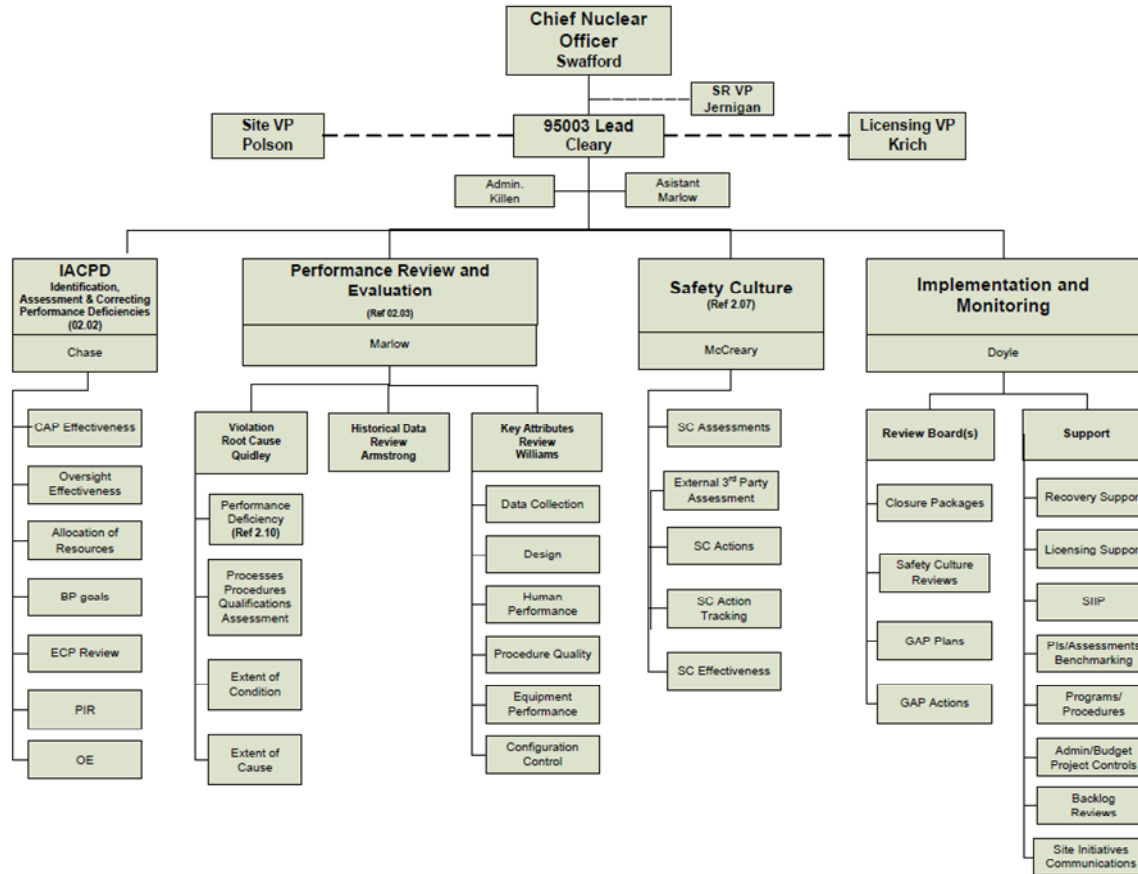 Chief Nuclear
Officer
Swafford
SR VP
Jernigan
Site VP
Polson
95003 Lead
Cleary
Licensing VP
Krich
Admin.
Killen
Asistant
Marlow
IACPD
Identification,
Assessment & Correcting
Performance Deficiencies
(02.02)
Chase
CAP Effectiveness
Oversight
Effectiveness
Allocation of
Resources
BP goals
ECP Review
PIR
OE
Performance Review and
Evaluation
(Ref 02.03)
Marlow
Violation
Root Cause
Quidley
Performance
Deficiency
(Ref 2.10)
Processes
Procedures
Qualifications
Assessment
Extent of
Condition
Extent of
Cause
Historical Data
Review
Armstrong
Key Attributes
Review
Williams
Data Collection
Design
Human
Performance
Procedure Quality
Equipment
Performance
Configuration
Control
Safety Culture
(Ref 2.07)
McCreary
SC Assessments
External 3rd Party
Assessment
SC Actions
SC Action
Tracking
SC Effectiveness
Implementation and
Monitoring
Doyle
Review Board(s)
Closure Packages
Safety Culture
Reviews
GAP Plans
GAP Actions
Support
Recovery Support
Licensing Support
SIIP
PIs/Assessments
Benchmarking
Programs/
Procedures
Admin/Budget
Project Controls
Backlog
Reviews
Site Initiatives
Communications